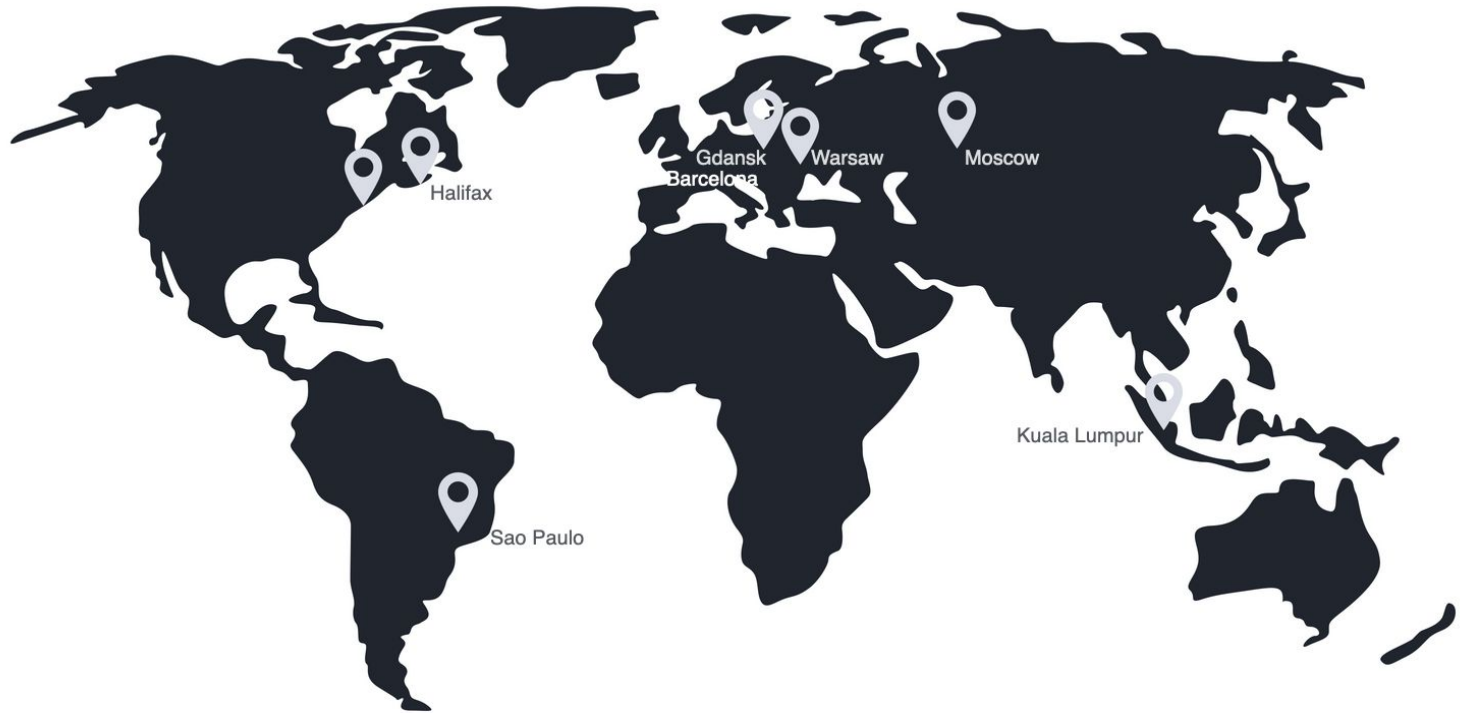 Gdansk
Warsaw
Moscow
Barcelona
Halifax
Kuala Lumpur
Sao Paulo